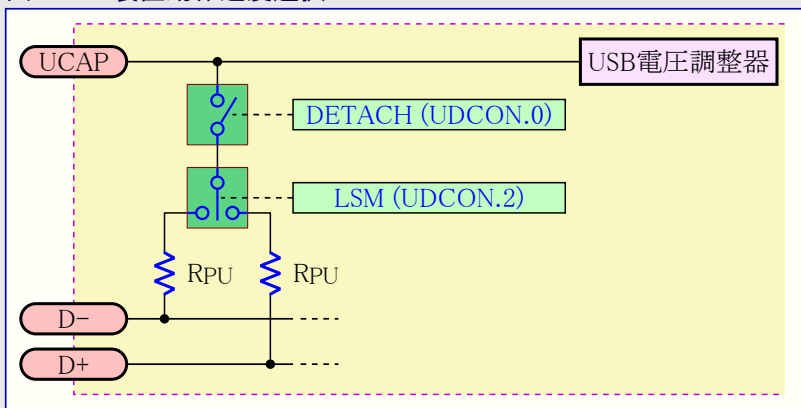 UCAP
USB電圧調整器
DETACH (UDCON.0)
LSM (UDCON.2)
RPU
RPU
D-
D+